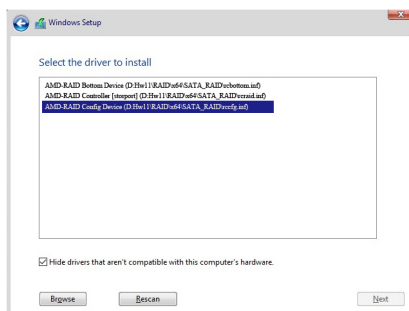 Windows Setup
Select the driver to install
AMD-RAID Bottom Device (D:Hw11\RAID\x64\SATA_RAID\rcbottom.inf)
AMD-RAID Controller [storport] (D:Hw11\RAID\x64\SATA_RAID\rcraid.inf)
AMD-RAID Config Device (D:Hw11\RAID\x64\SATA_RAID\rccfg.inf)
Hide drivers that aren't compatible with this computer's hardware.
Browse
Rescan
Next